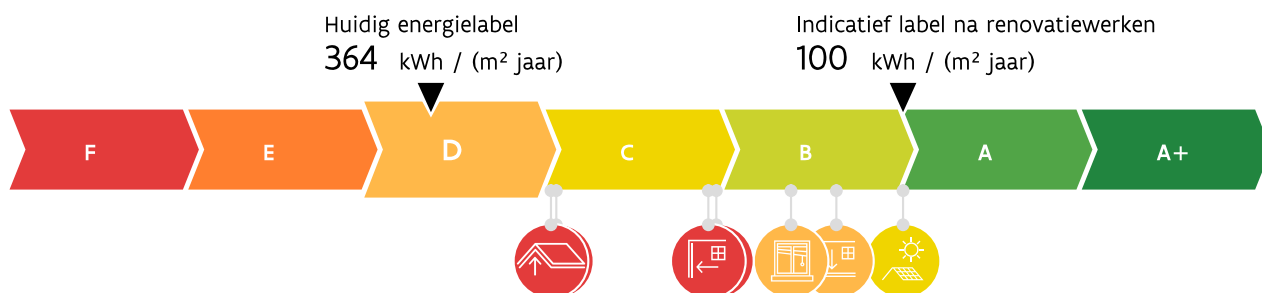 Huidig energielabel
364 kWh / (m² jaar)
Indicatief label na renovatiewerken
100 kWh / (m² jaar)
F E D C B A A+